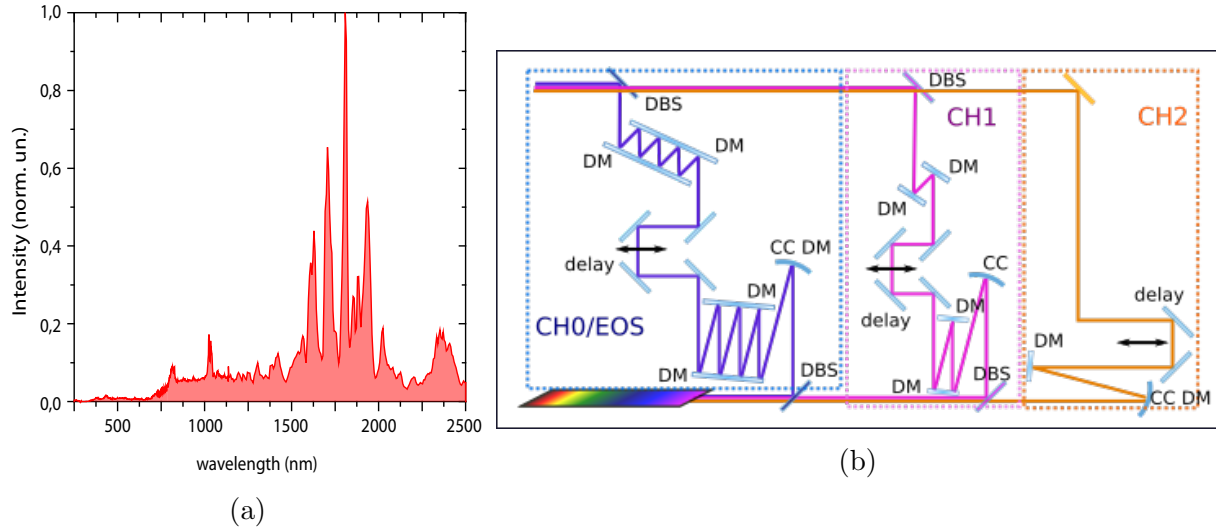 1,0
0,8
0,6
0,4
0,2
0,0
Intensity (norm. un.)
500
1000
1500
2000
2500
wavelength (nm)
(a)
DBS
DM
DM
delay
CC DM
DM
CH0/EOS
DM
DBS
DBS
CH1
DM
DM
CC
delay
DM
DM
DBS
CH2
delay
DM
CC DM
(b)